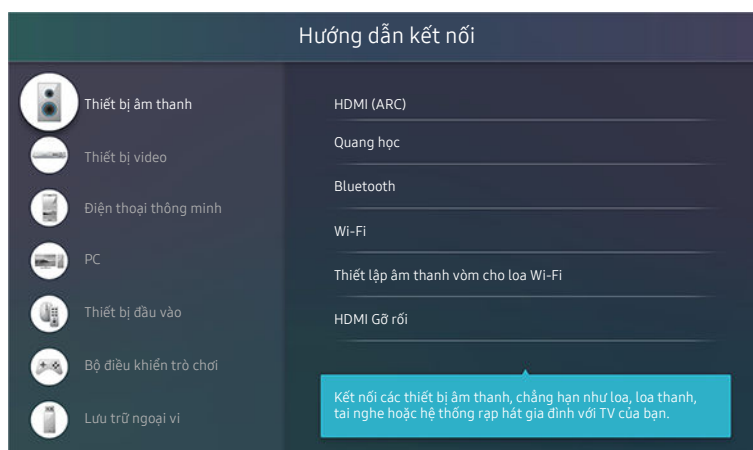 Hướng dẫn kết nối
Thiết bị âm thanh
Thiết bị video
Điện thoại thông minh
PC
Thiết bị đầu vào
Bộ điều khiển trò chơi
Lưu trữ ngoại vi
HDMI (ARC)
Quang học
Bluetooth
Wi-Fi
Thiết lập âm thanh vòm cho loa Wi-Fi
HDMI Gỡ rối
Kết nối các thiết bị âm thanh, chẳng hạn như loa, loa thanh,
tai nghe hoặc hệ thống rạp hát gia đình với TV của bạn.